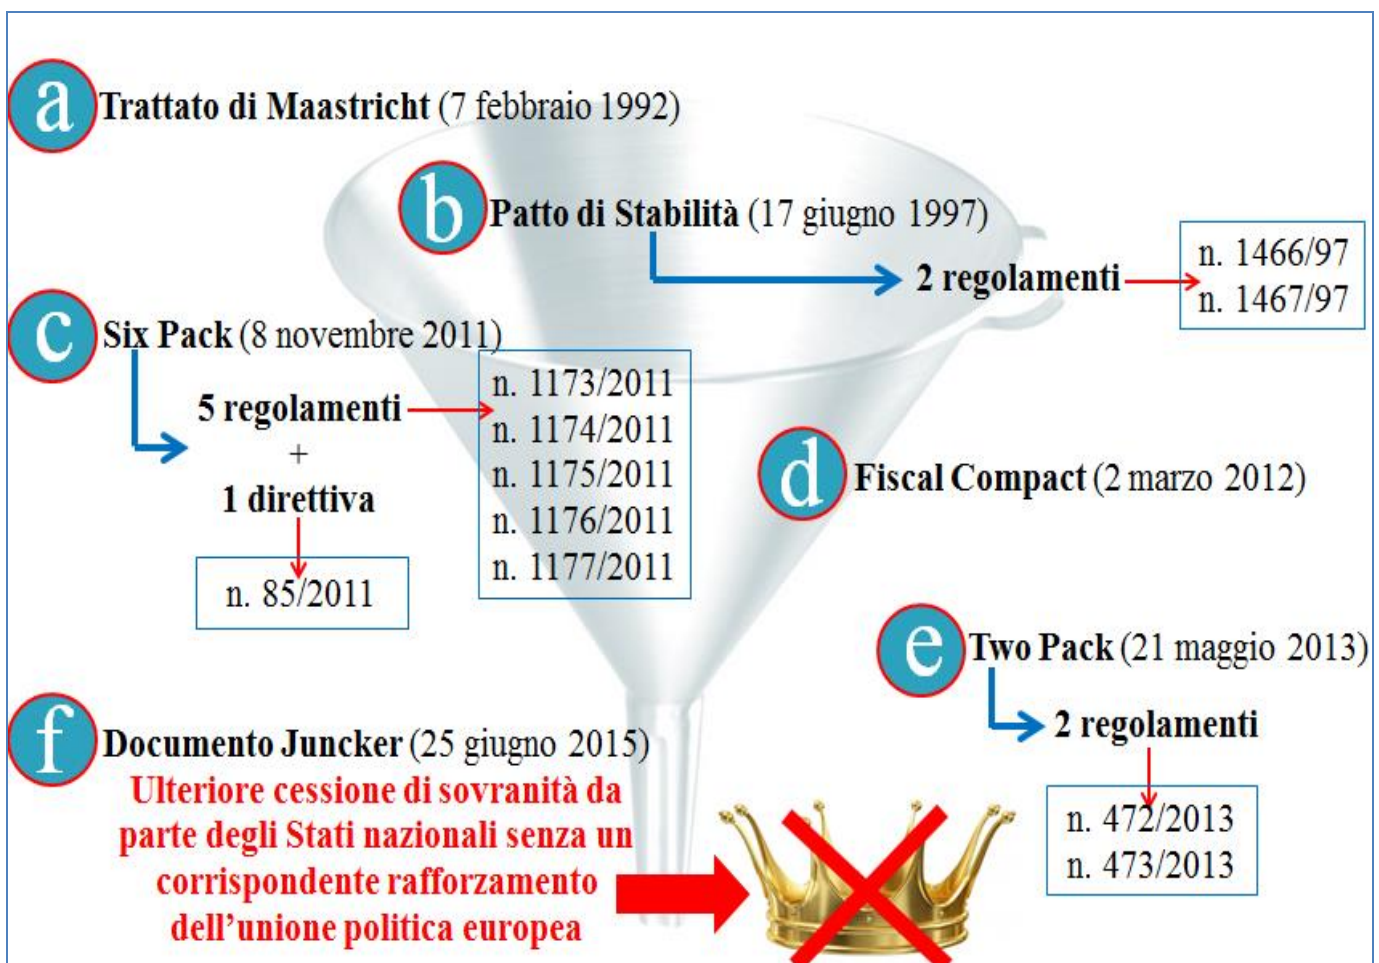 a Trattato di Maastricht (7 febbraio 1992)
b Patto di Stabilità (17 giugno 1997)
2 regolamenti
n. 1466/97
n. 1467/97
c Six Pack (8 novembre 2011)
5 regolamenti
+
1 direttiva
n. 85/2011
n. 1173/2011
n. 1174/2011
n. 1175/2011
n. 1176/2011
n. 1177/2011
d Fiscal Compact (2 marzo 2012)
e Two Pack (21 maggio 2013)
2 regolamenti
n. 472/2013
n. 473/2013
f Documento Juncker (25 giugno 2015)
Ulteriore cessione di sovranità da
parte degli Stati nazionali senza un
corrispondente rafforzamento
dell’unione politica europea